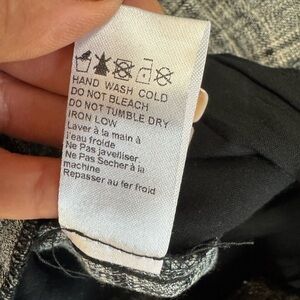 HAND WASH COLD
DO NOT BLEACH
DO NOT TUMBLE DRY
IRON LOW
Laver à la main à
l'eau froide
Ne Pas javelliser
Ne Pas Secher à la
machine
Repasser au fer froid